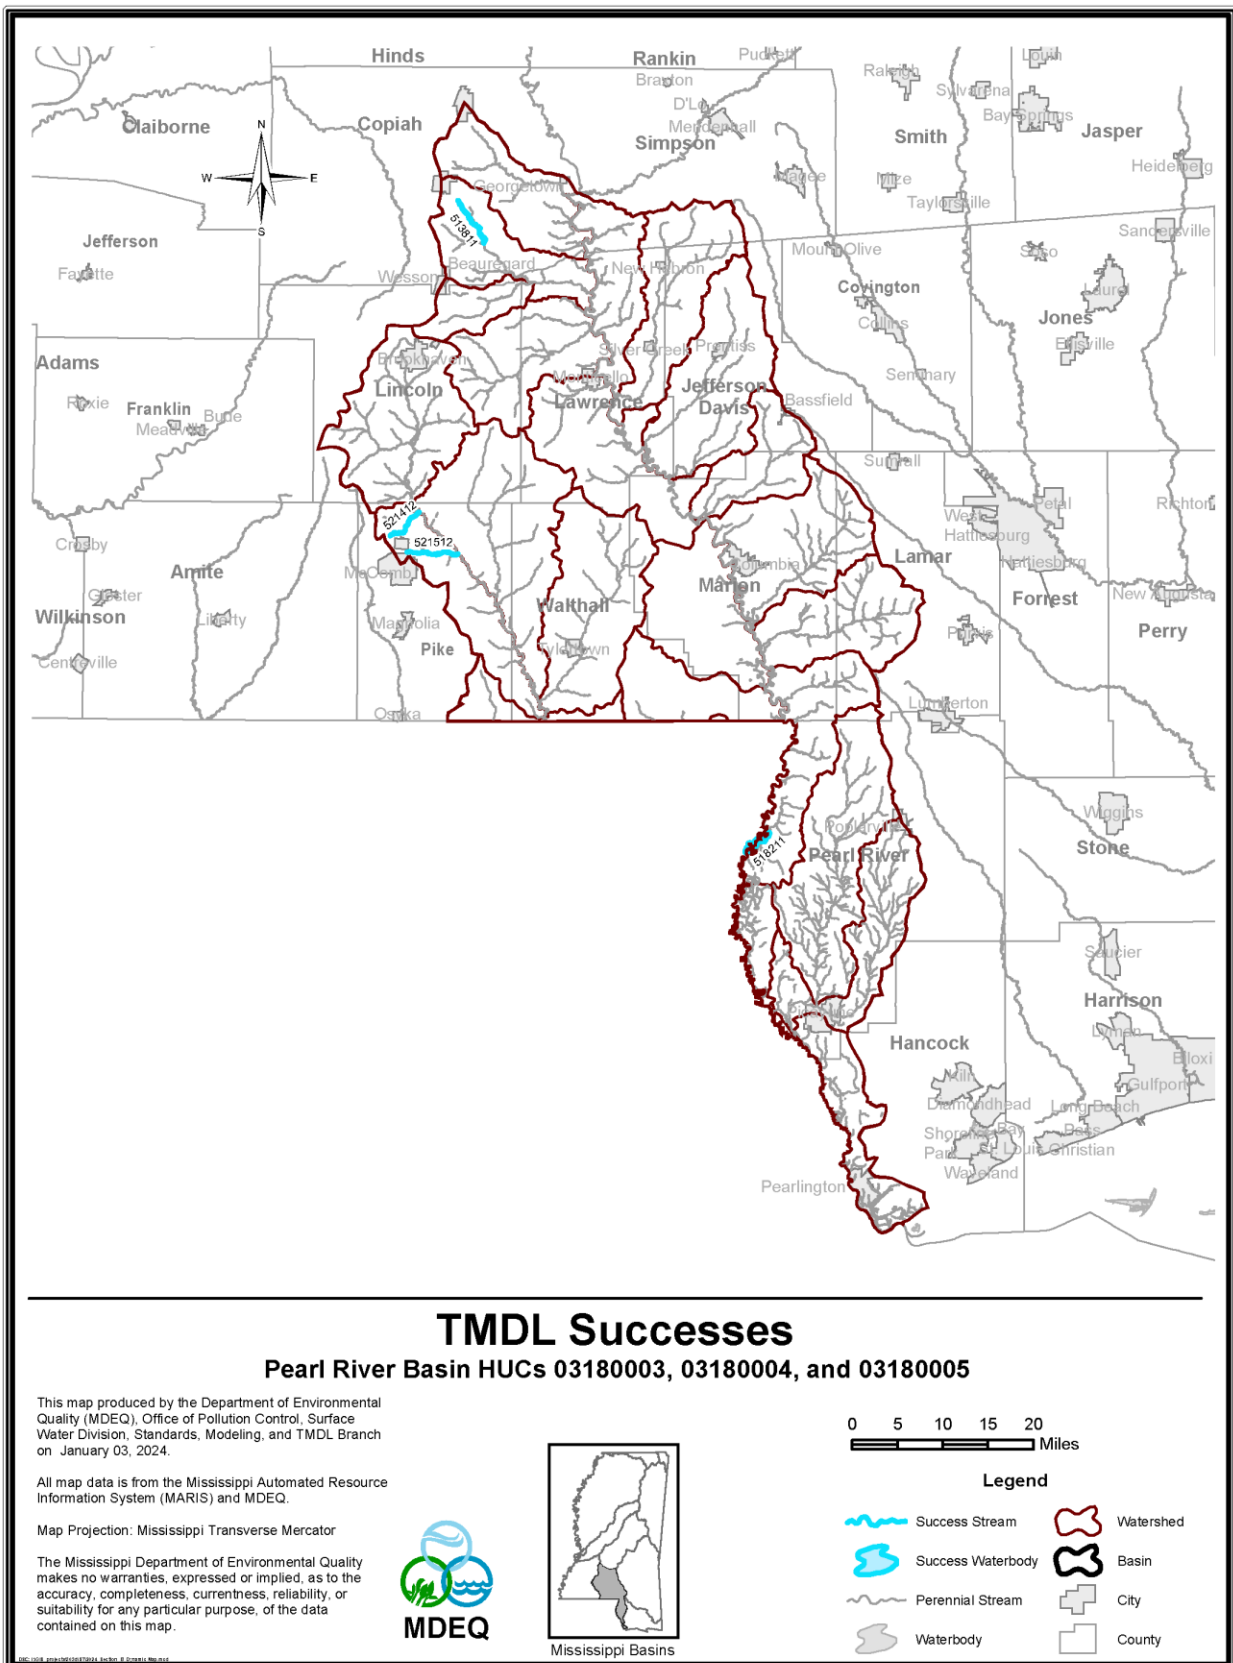 Hinds
Rankin
Puckett
Raleigh
Louin
Braxton
Sylvarena
D'Lo
Bay Springs
Claiborne
Copiah
Mendenhall
Simpson
Smith
Jasper
N
W
E
S
Georgetown
Magee
Mize
Heidelberg
Taylorsville
Jefferson
513811
Sandersville
Fayette
Beauregard
Wesson
New Hebron
Mount Olive
Soso
Covington
Laurel
Collins
Jones
Ellisville
Adams
Brookhaven
Silver Creek
Prentiss
Lincoln
Monticello
Lawrence
Jefferson
Davis
Seminary
Roxie
Franklin
Bude
Meadville
Bassfield
Sumrall
521412
521512
Petal
Richton
West
Hattiesburg
Hattiesburg
Crosby
Amite
McComb
Columbia
Marion
Lamar
Gloster
Walthall
Forrest
New Augusta
Wilkinson
Liberty
Magnolia
Pike
Tylertown
Purvis
Perry
Centreville
Osyka
Lumberton
Wiggins
Poplarville
Stone
518211
Pearl River
Saucier
Harrison
Picayune
Hancock
Lyman
Biloxi
Kiln
Gulfport
Diamondhead
Long Beach
Shoreline
Park
Bay
St. Louis
Pass
Christian
Waveland
Pearlington
TMDL Successes
Pearl River Basin HUCs 03180003, 03180004, and 03180005
This map produced by the Department of Environmental
Quality (MDEQ), Office of Pollution Control, Surface
Water Division, Standards, Modeling, and TMDL Branch
on January 03, 2024.
All map data is from the Mississippi Automated Resource
Information System (MARIS) and MDEQ.
Map Projection: Mississippi Transverse Mercator
The Mississippi Department of Environmental Quality
makes no warranties, expressed or implied, as to the
accuracy, completeness, currentness, reliability, or
suitability for any particular purpose, of the data
contained on this map.
MDEQ
Mississippi Basins
0 5 10 15 20
Miles
Legend
Success Stream
Watershed
Success Waterbody
Basin
Perennial Stream
City
Waterbody
County